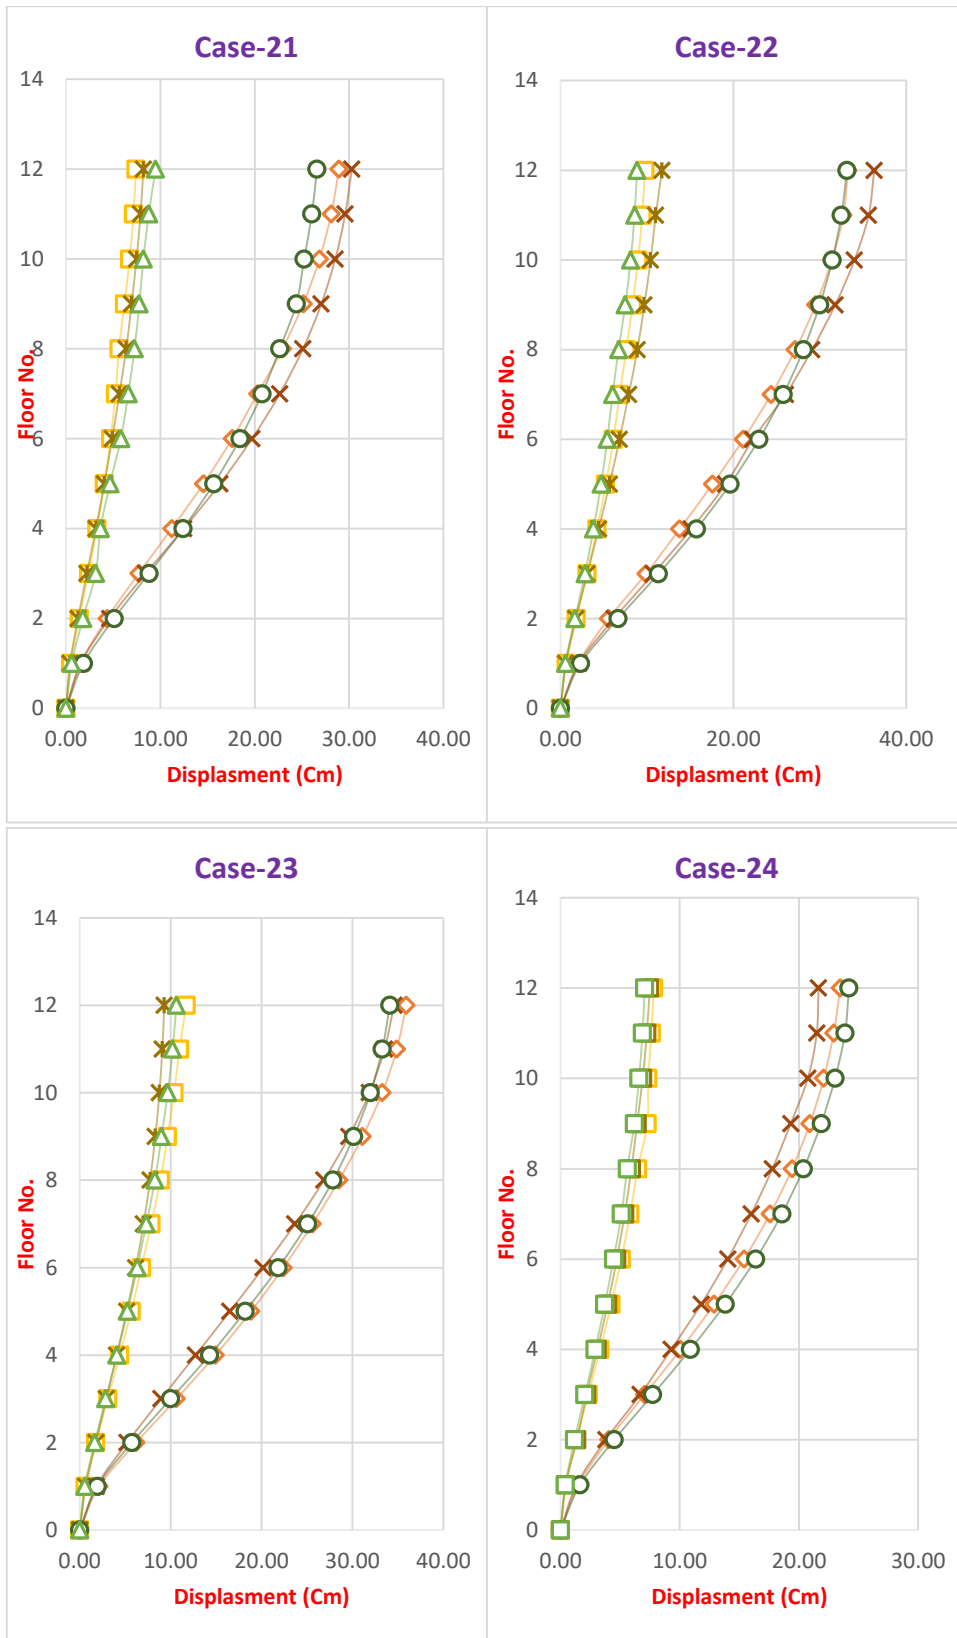 Case-21
14
12
10
8
6
4
2
0
0.00 10.00 20.00 30.00 40.00
Floor No.
Displasment (Cm)
Case-22
14
12
10
8
6
4
2
0
0.00 20.00 40.00
Floor No.
Displasment (Cm)
Case-23
14
12
10
8
6
4
2
0
0.00 10.00 20.00 30.00 40.00
Floor No.
Displasment (Cm)
Case-24
14
12
10
8
6
4
2
0
0.00 10.00 20.00 30.00
Floor No.
Displasment (Cm)